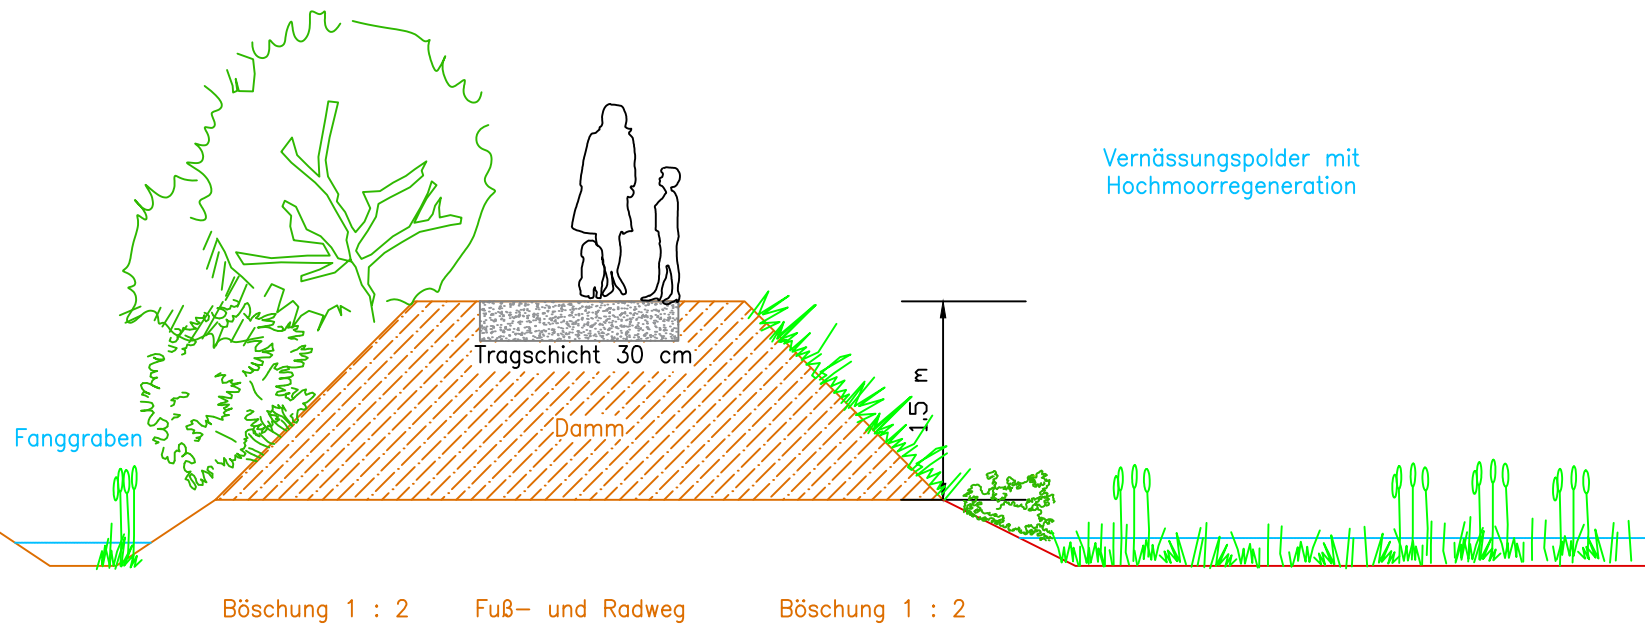 Vernässungspolder mit
Hochmoorregeneration
Tragschicht 30 cm
1.5 m
Damm
Fanggraben
Böschung 1 : 2
Fuß- und Radweg
Böschung 1 : 2